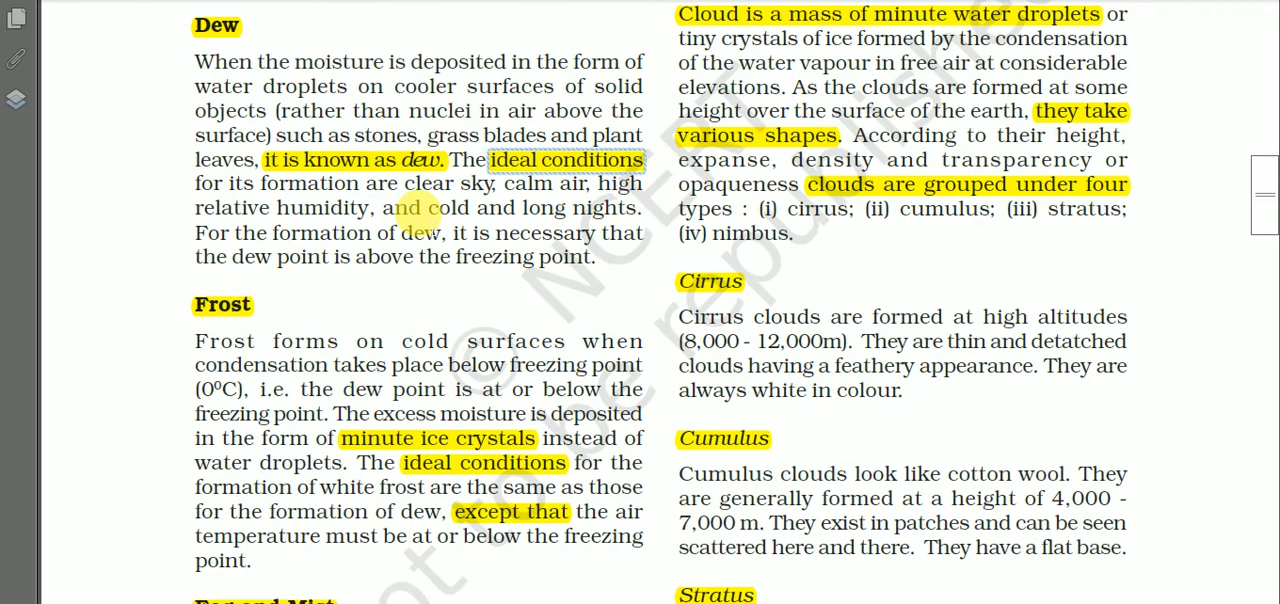 Dew
When the moisture is deposited in the form of
water droplets on cooler surfaces of solid
objects (rather than nuclei in air above the
surface) such as stones, grass blades and plant
leaves, it is known as dew. The ideal conditions
for its formation are clear sky, calm air, high
relative humidity, and cold and long nights.
For the formation of dew, it is necessary that
the dew point is above the freezing point.
Frost
Frost forms on cold surfaces when
condensation takes place below freezing point
(0⁰C), i.e. the dew point is at or below the
freezing point. The excess moisture is deposited
in the form of minute ice crystals instead of
water droplets. The ideal conditions for the
formation of white frost are the same as those
for the formation of dew, except that the air
temperature must be at or below the freezing
point.
Fog and Mist
Cloud is a mass of minute water droplets or
tiny crystals of ice formed by the condensation
of the water vapour in free air at considerable
elevations. As the clouds are formed at some
height over the surface of the earth, they take
various shapes. According to their height,
expanse, density and transparency or
opaqueness clouds are grouped under four
types : (i) cirrus; (ii) cumulus; (iii) stratus;
(iv) nimbus.
Cirrus
Cirrus clouds are formed at high altitudes
(8,000 - 12,000m). They are thin and detatched
clouds having a feathery appearance. They are
always white in colour.
Cumulus
Cumulus clouds look like cotton wool. They
are generally formed at a height of 4,000 -
7,000 m. They exist in patches and can be seen
scattered here and there. They have a flat base.
Stratus
© NCERT
not to be republished